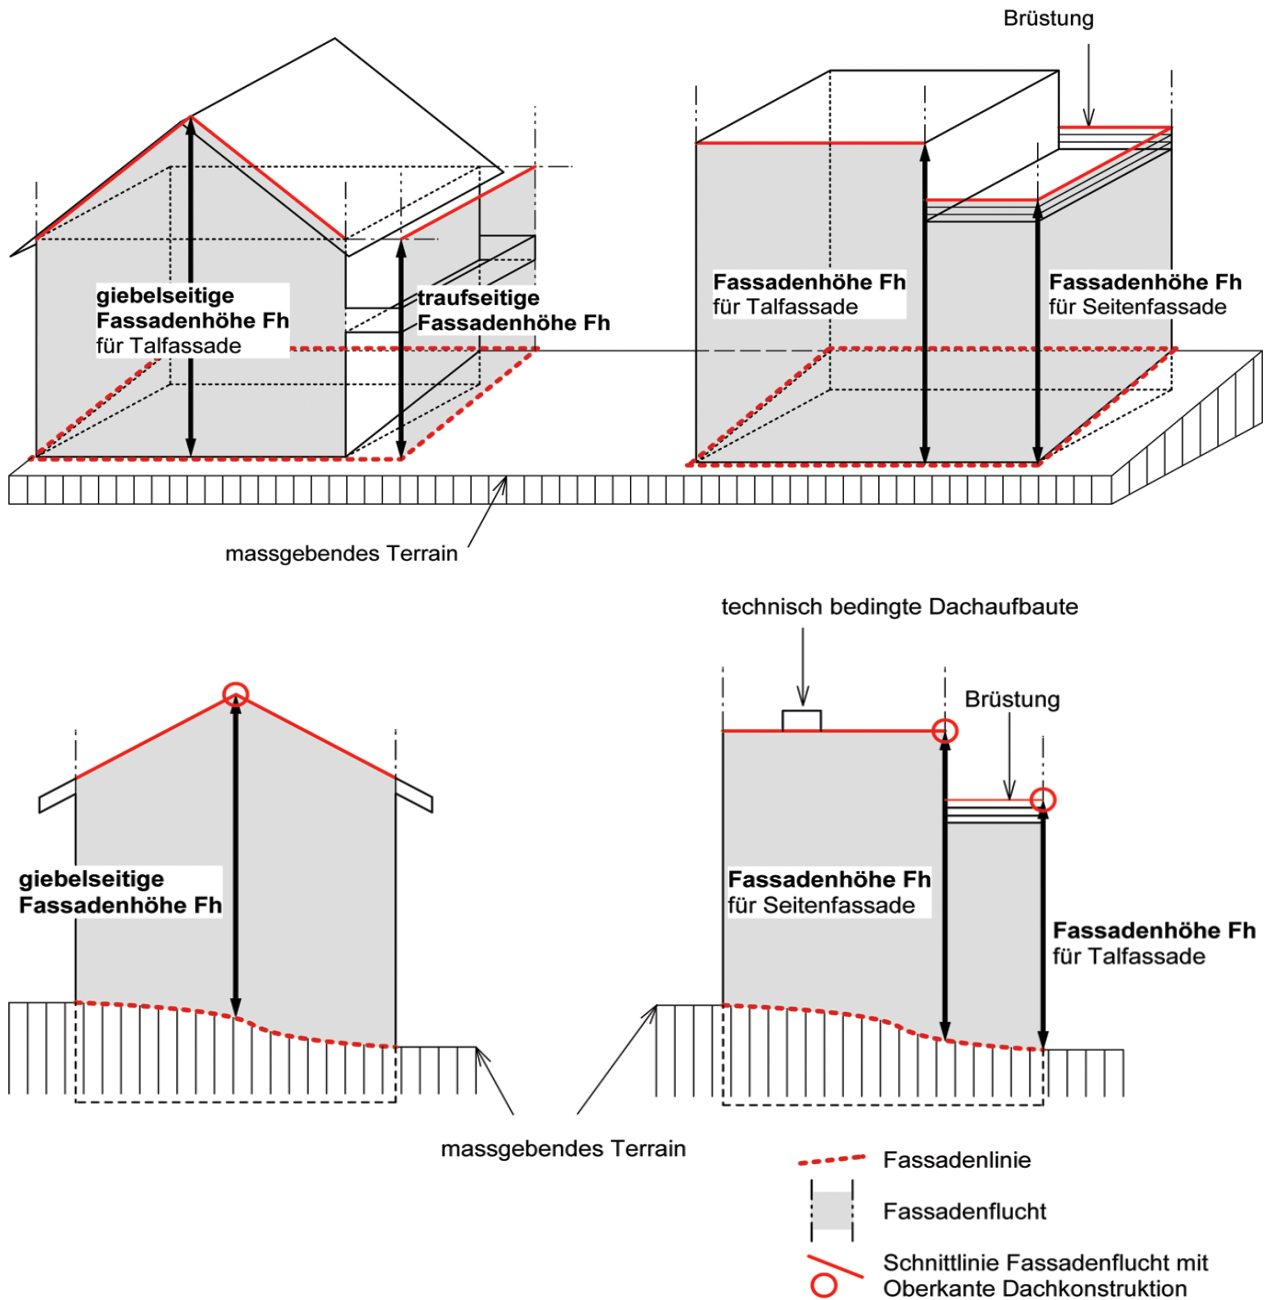 Brüstung
giebelseitige
Fassadenhöhe Fh
für Talfassade
traufseitige
Fassadenhöhe Fh
Fassadenhöhe Fh
für Talfassade
Fassadenhöhe Fh
für Seitenfassade
massgebendes Terrain
technisch bedingte Dachaufbaute
Brüstung
giebelseitige
Fassadenhöhe Fh
Fassadenhöhe Fh
für Seitenfassade
Fassadenhöhe Fh
für Talfassade
massgebendes Terrain
Fassadenlinie
Fassadenflucht
Schnittlinie Fassadenflucht mit
Oberkante Dachkonstruktion